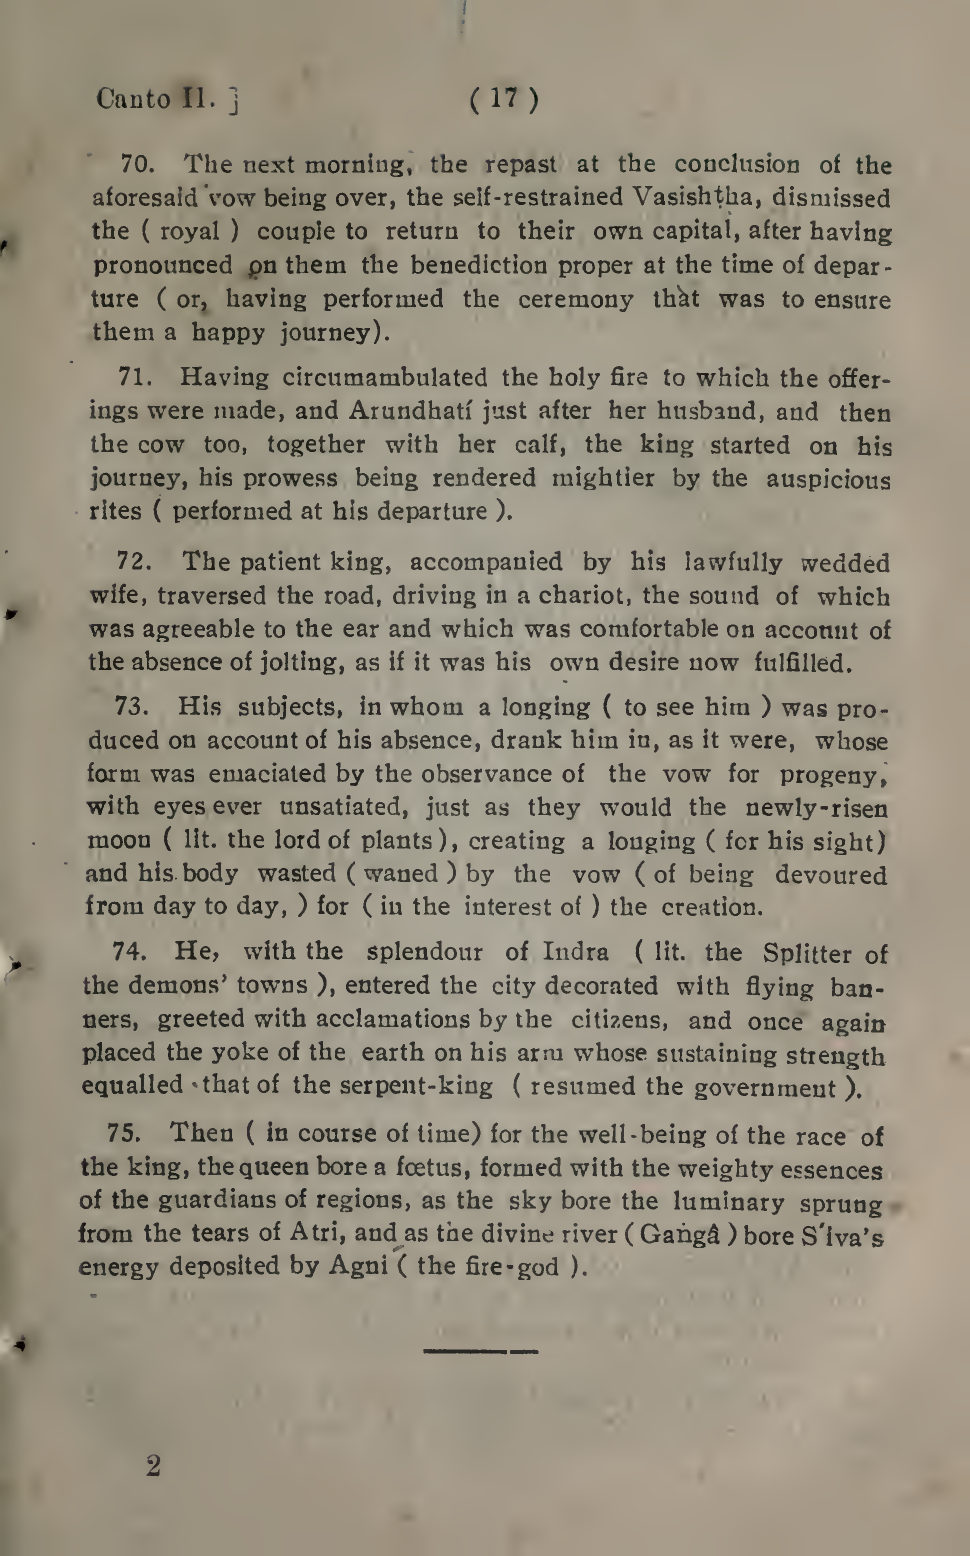 Canto II. ] ( 17 )
70. The next morning, the repast at the conclusion of the
aforesaid vow being over, the self-restrained Vasishṭha, dismissed
the ( royal ) couple to return to their own capital, after having
pronounced on them the benediction proper at the time of depar-
ture ( or, having performed the ceremony that was to ensure
them a happy journey).
71. Having circumambulated the holy fire to which the offer-
ings were made, and Arundhatí just after her husband, and then
the cow too, together with her calf, the king started on his
journey, his prowess being rendered mightier by the auspicious
rites ( performed at his departure ).
72. The patient king, accompanied by his lawfully wedded
wife, traversed the road, driving in a chariot, the sound of which
was agreeable to the ear and which was comfortable on account of
the absence of jolting, as if it was his own desire now fulfilled.
73. His subjects, in whom a longing ( to see him ) was pro-
duced on account of his absence, drank him in, as it were, whose
form was emaciated by the observance of the vow for progeny,
with eyes ever unsatiated, just as they would the newly-risen
moon ( lit. the lord of plants ), creating a longing ( for his sight)
and his body wasted ( waned ) by the vow ( of being devoured
from day to day, ) for ( in the interest of ) the creation.
74. He, with the splendour of Indra ( lit. the Splitter of
the demons' towns ), entered the city decorated with flying ban-
ners, greeted with acclamations by the citizens, and once again
placed the yoke of the earth on his arm whose sustaining strength
equalled that of the serpent-king ( resumed the government ).
75. Then ( in course of time) for the well-being of the race of
the king, the queen bore a fœtus, formed with the weighty essences
of the guardians of regions, as the sky bore the luminary sprung
from the tears of Atri, and as the divine river ( Gaṅgâ ) bore S'iva's
energy deposited by Agni ( the fire-god ).
2